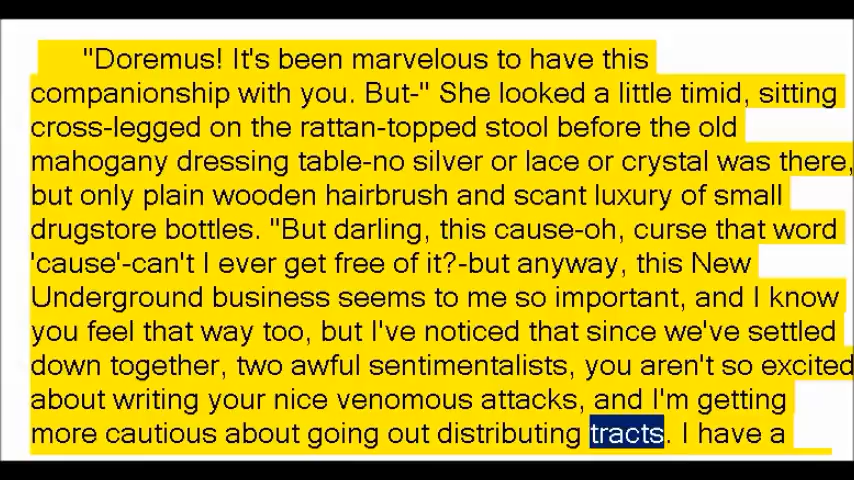 "Doremus! It's been marvelous to have this
companionship with you. But-" She looked a little timid, sitting
cross-legged on the rattan-topped stool before the old
mahogany dressing table-no silver or lace or crystal was there,
but only plain wooden hairbrush and scant luxury of small
drugstore bottles. "But darling, this cause-oh, curse that word
'cause'-can't I ever get free of it?-but anyway, this New
Underground business seems to me so important, and I know
you feel that way too, but I've noticed that since we've settled
down together, two awful sentimentalists, you aren't so excited
about writing your nice venomous attacks, and I'm getting
more cautious about going out distributing tracts. I have a